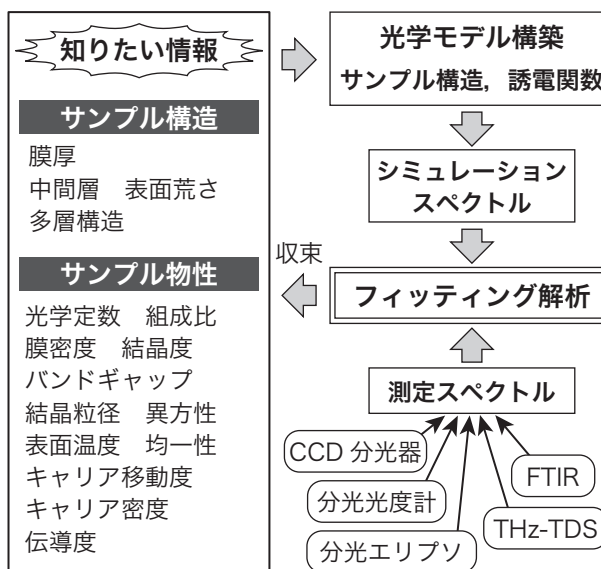 知りたい情報
サンプル構造
膜厚
中間層 表面荒さ
多層構造
サンプル物性
光学定数 組成比
膜密度 結晶度
バンドギャップ
結晶粒径 異方性
表面温度 均一性
キャリア移動度
キャリア密度
伝導度
光学モデル構築
サンプル構造, 誘電関数
シミュレーション
スペクトル
収束
フィッティング解析
測定スペクトル
CCD 分光器
分光光度計
分光エリプソ
THz-TDS
FTIR